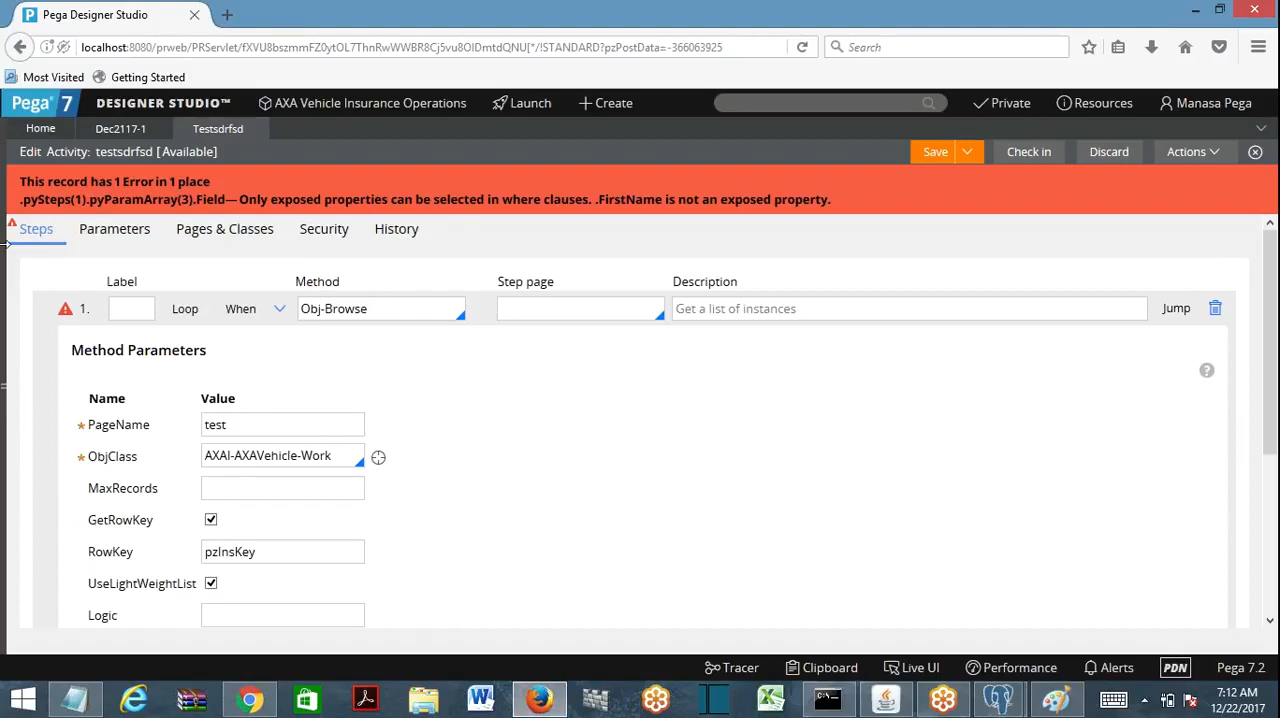 Pega Designer Studio
localhost:8080/prweb/PRServlet/fXVU8bszmmFZ0ytOL7ThnRwWWBR8Cj5vu8OlDmtdQNU[*/!STANDARD?pzPostData=-366063925
Search
Most Visited Getting Started
Pega 7 DESIGNER STUDIO™ AXA Vehicle Insurance Operations Launch Create Private Resources Manasa Pega
Home Dec2117-1 Testsdrfsd
Edit Activity: testsdrfsd [Available] Save Check in Discard Actions
This record has 1 Error in 1 place
.pySteps(1).pyParamArray(3).Field— Only exposed properties can be selected in where clauses. .FirstName is not an exposed property.
Steps Parameters Pages & Classes Security History
Label Method Step page Description
1. Loop When Obj-Browse Get a list of instances Jump
Method Parameters
Name Value
PageName test
ObjClass AXAI-AXAVehicle-Work
MaxRecords
GetRowKey
RowKey pzInsKey
UseLightWeightList
Logic
Tracer Clipboard Live UI Performance Alerts PDN Pega 7.2
7:12 AM
12/22/2017